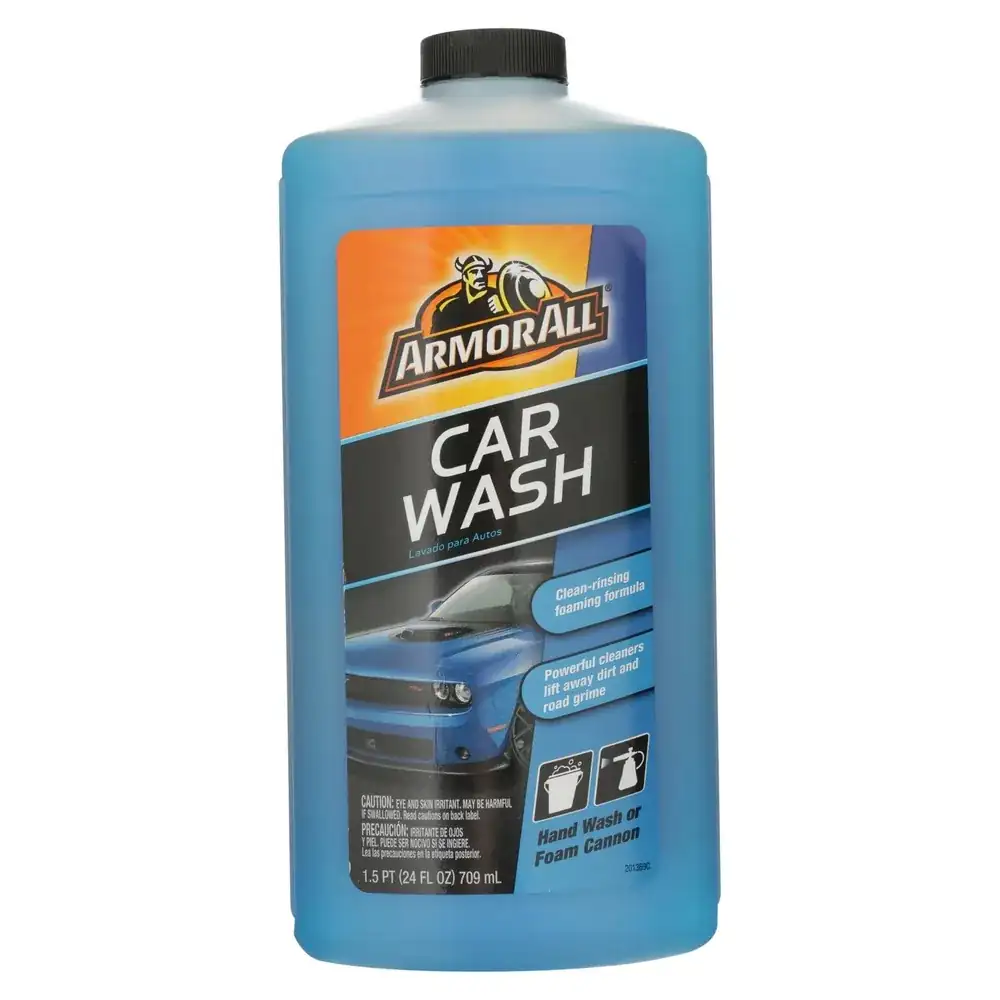 ARMORALL®
CAR
WASH
Lavado para Autos
Clean-rinsing
foaming formula
Powerful cleaners
lift away dirt and
road grime
Hand Wash or
Foam Cannon
CAUTION: EYE AND SKIN IRRITANT. MAY BE HARMFUL
IF SWALLOWED. Read cautions on back label.
PRECAUCIÓN: IRRITANTE DE OJOS
Y PIEL. PUEDE SER NOCIVO SI SE INGIERE.
Lea las precauciones en la etiqueta posterior.
1.5 PT (24 FL OZ) 709 mL